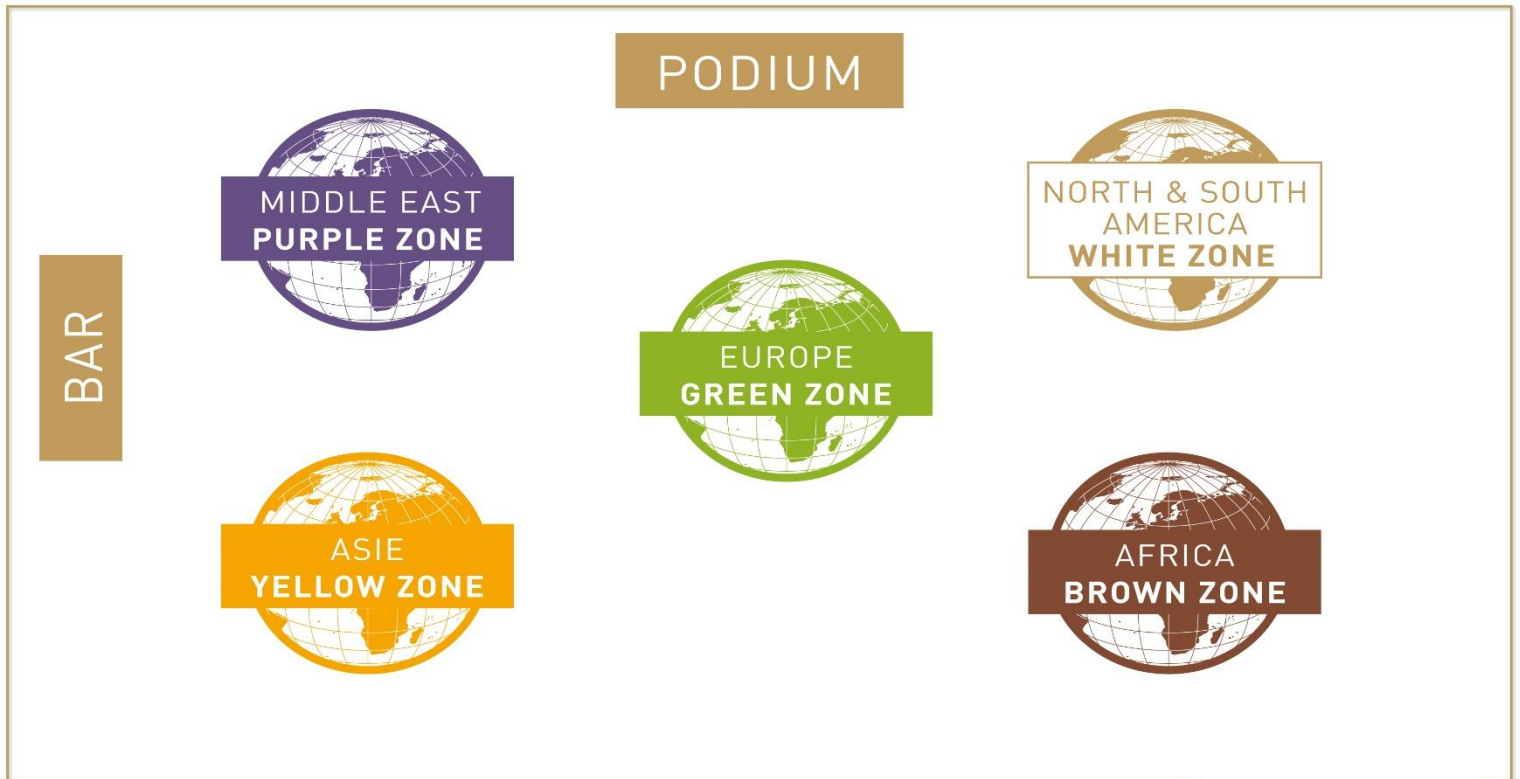 PODIUM
MIDDLE EAST
PURPLE ZONE
NORTH & SOUTH
AMERICA
WHITE ZONE
BAR
EUROPE
GREEN ZONE
ASIE
YELLOW ZONE
AFRICA
BROWN ZONE